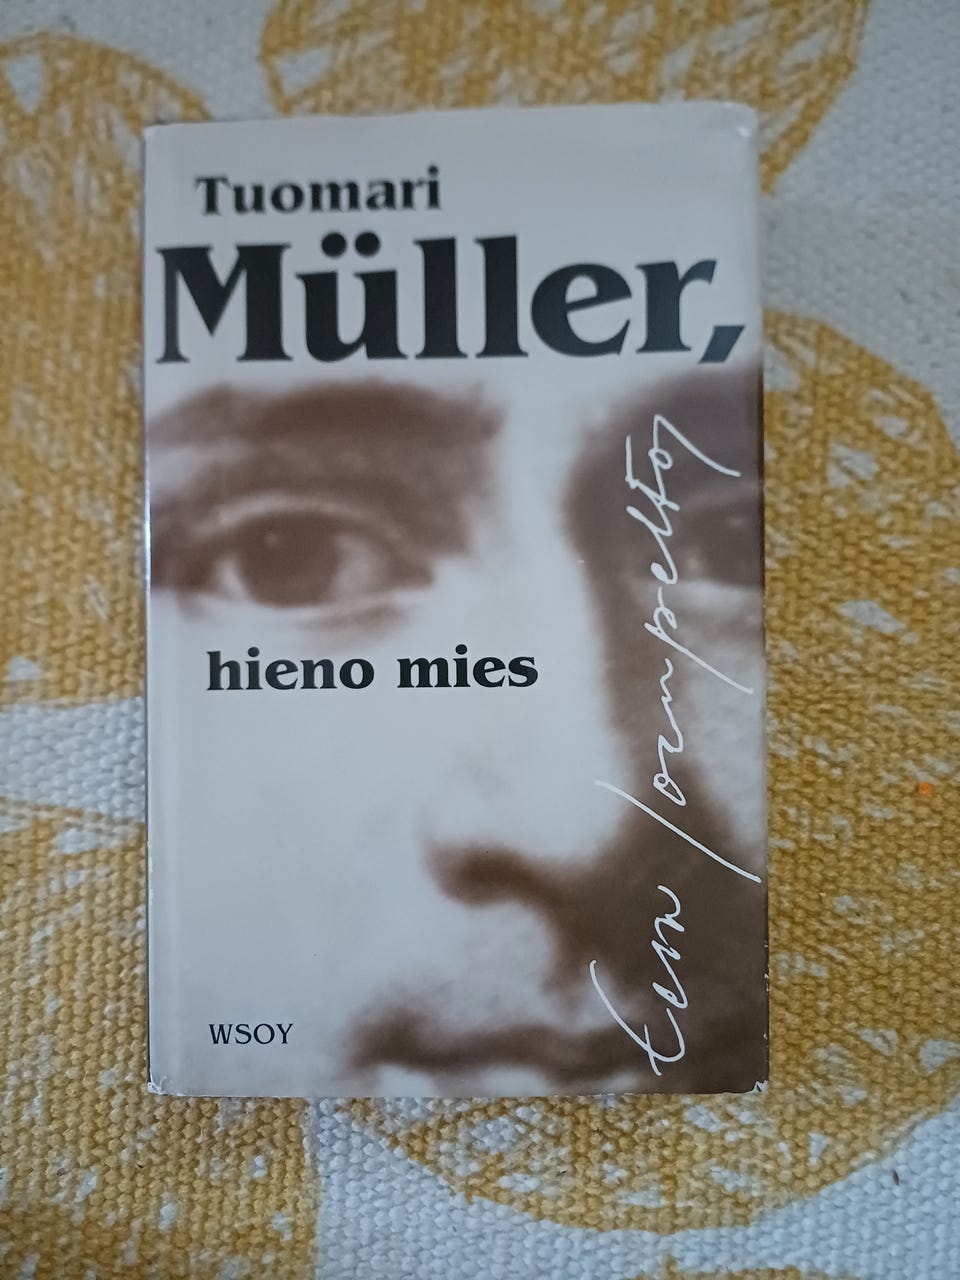 Tuomari
Müller,
hieno mies
Eeva Joenpelto
WSOY